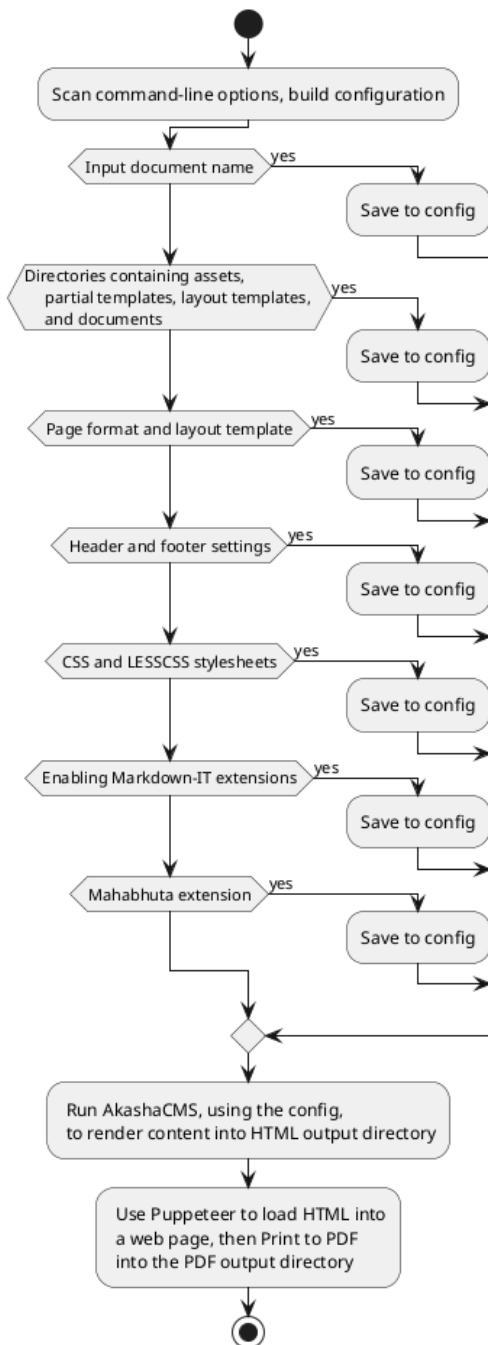 Scan command-line options, build configuration
Input document name
yes
Save to config
Directories containing assets,
partial templates, layout templates,
and documents
yes
Save to config
Page format and layout template
yes
Save to config
Header and footer settings
yes
Save to config
CSS and LESSCSS stylesheets
yes
Save to config
Enabling Markdown-IT extensions
yes
Save to config
Mahabhuta extension
yes
Save to config
Run AkashaCMS, using the config,
to render content into HTML output directory
Use Puppeteer to load HTML into
a web page, then Print to PDF
into the PDF output directory